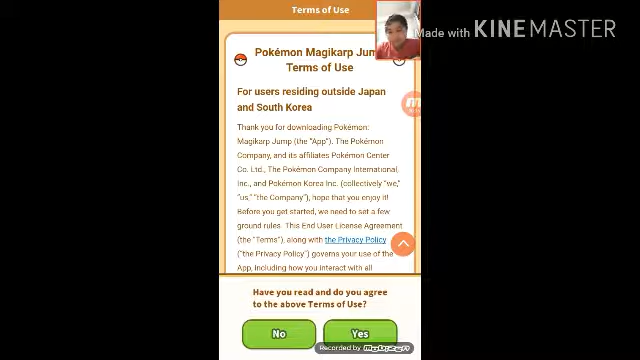 Terms of Use
Made with KINEMASTER
Pokémon Magikarp Jum
Terms of Use
For users residing outside Japan
and South Korea
Thank you for downloading Pokémon:
Magikarp Jump (the "App"). The Pokémon
Company, and its affiliates Pokémon Center
Co. Ltd., The Pokémon Company International,
Inc., and Pokémon Korea Inc. (collectively "we,"
"us," "the Company"), hope that you enjoy it!
Before you get started, we need to set a few
ground rules. This End User License Agreement
(the "Terms"), along with the Privacy Policy
("the Privacy Policy") governs your use of the
App, including how you interact with all
Have you read and do you agree
to the above Terms of Use?
No
Yes
Recorded by